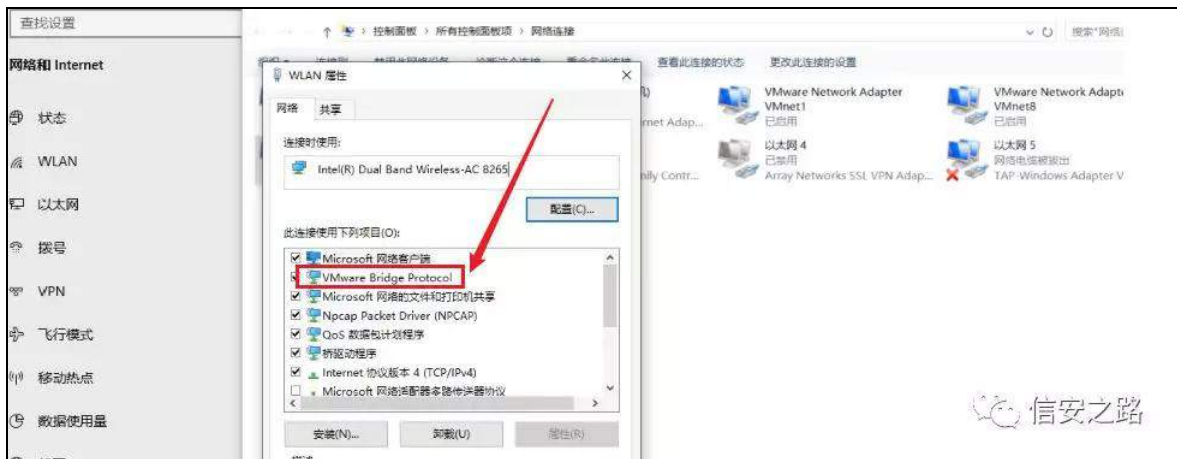 查找设置
网络和 Internet
状态
WLAN
以太网
拨号
VPN
飞行模式
移动热点
数据使用量
控制面板 › 所有控制面板项 › 网络连接
搜索"网络
查看此连接的状态
更改此连接的设置
WLAN 属性
网络
共享
连接时使用:
Intel(R) Dual Band Wireless-AC 8265
配置(C)...
此连接使用下列项目(O):
Microsoft 网络客户端
VMware Bridge Protocol
Microsoft 网络的文件和打印机共享
Npcap Packet Driver (NPCAP)
QoS 数据包计划程序
桥驱动程序
Internet 协议版本 4 (TCP/IPv4)
Microsoft 网络适配器多路传送器协议
安装(N)...
卸载(U)
属性(R)
rnet Adap...
mily Contr...
VMware Network Adapter
VMnet1
已启用
VMware Network Adapt
VMnet8
已启用
以太网 4
已禁用
Array Networks SSL VPN Adap...
以太网 5
网络电缆被拔出
TAP-Windows Adapter V
信安之路